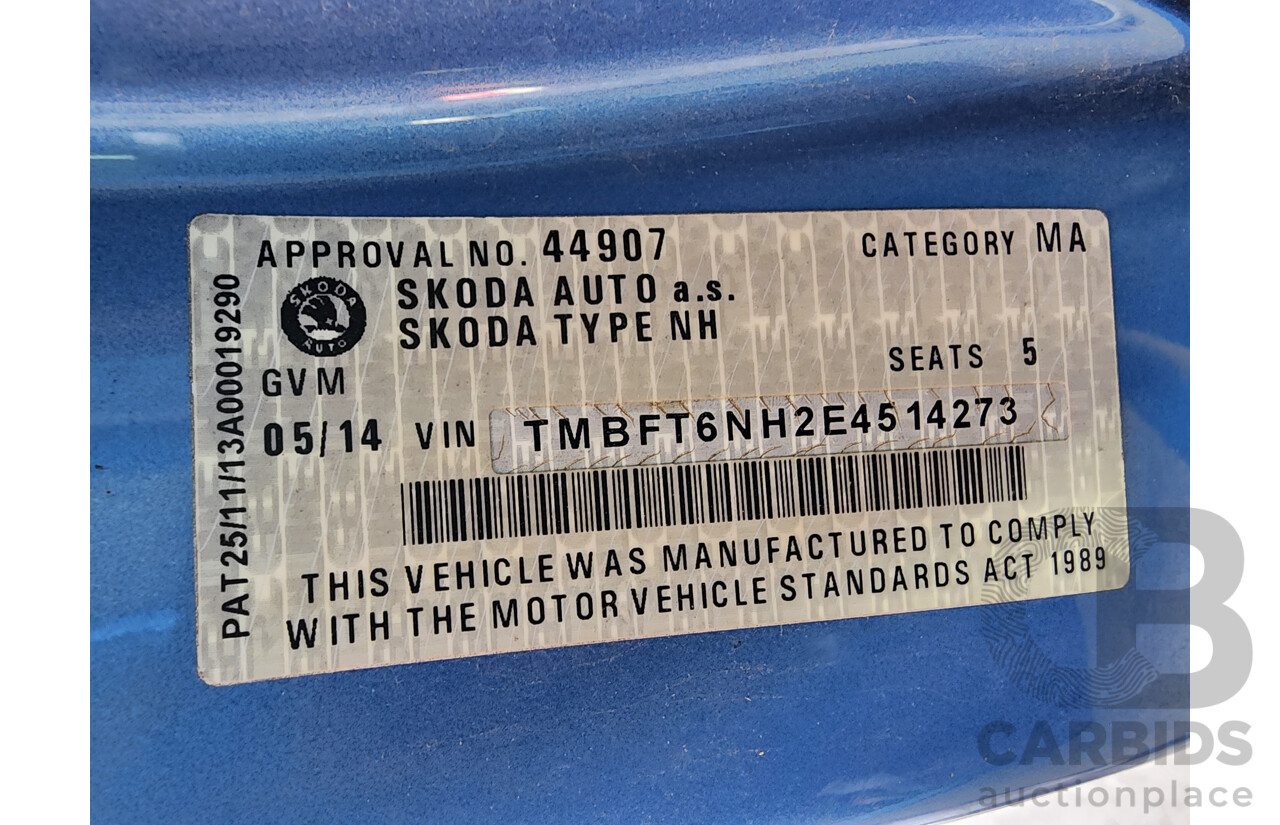 APPROVAL NO. 44907
CATEGORY MA
SKODA
AUTO
SKODA AUTO a.s.
SKODA TYPE NH
SEATS 5
GVM
05/14 VIN TMBFT6NH2E4514273
THIS VEHICLE WAS MANUFACTURED TO COMPLY
WITH THE MOTOR VEHICLE STANDARDS ACT 1989
PAT25/11/13A00019290
CB
CARBIDS
auctionplace